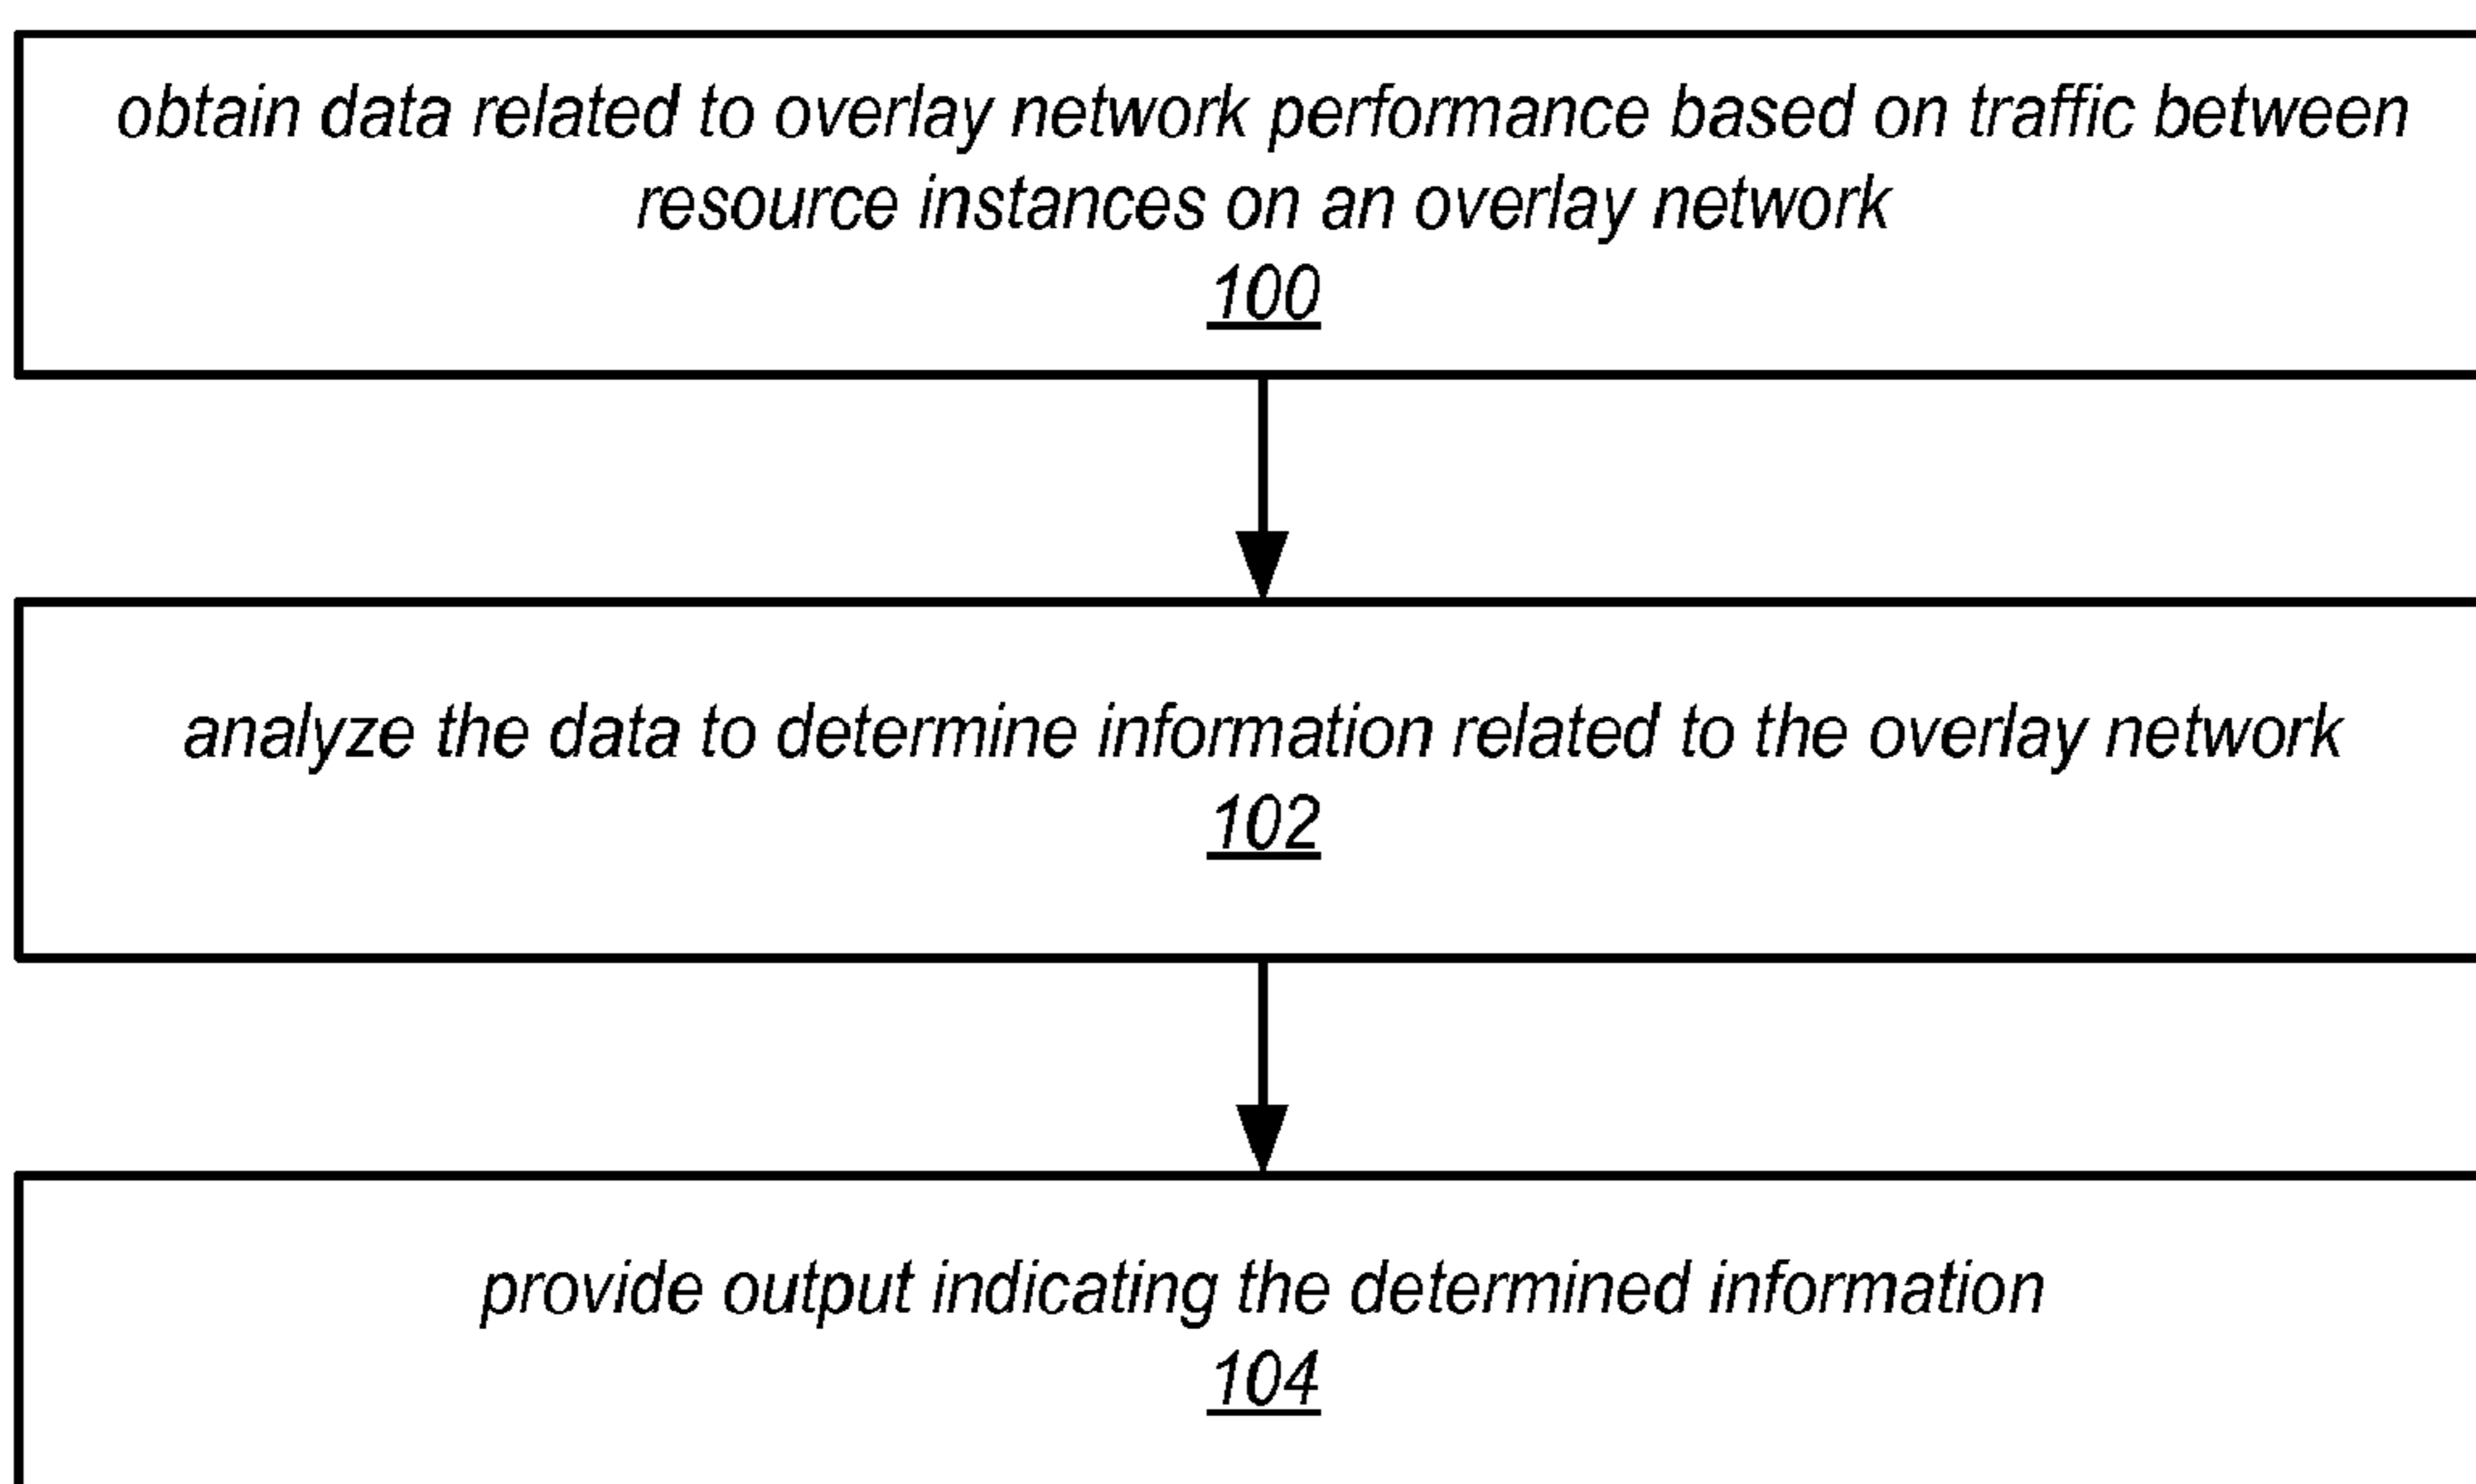 obtain data related to overlay network performance based on traffic between
resource instances on an overlay network
100
analyze the data to determine information related to the overlay network
102
provide output indicating the determined information
104